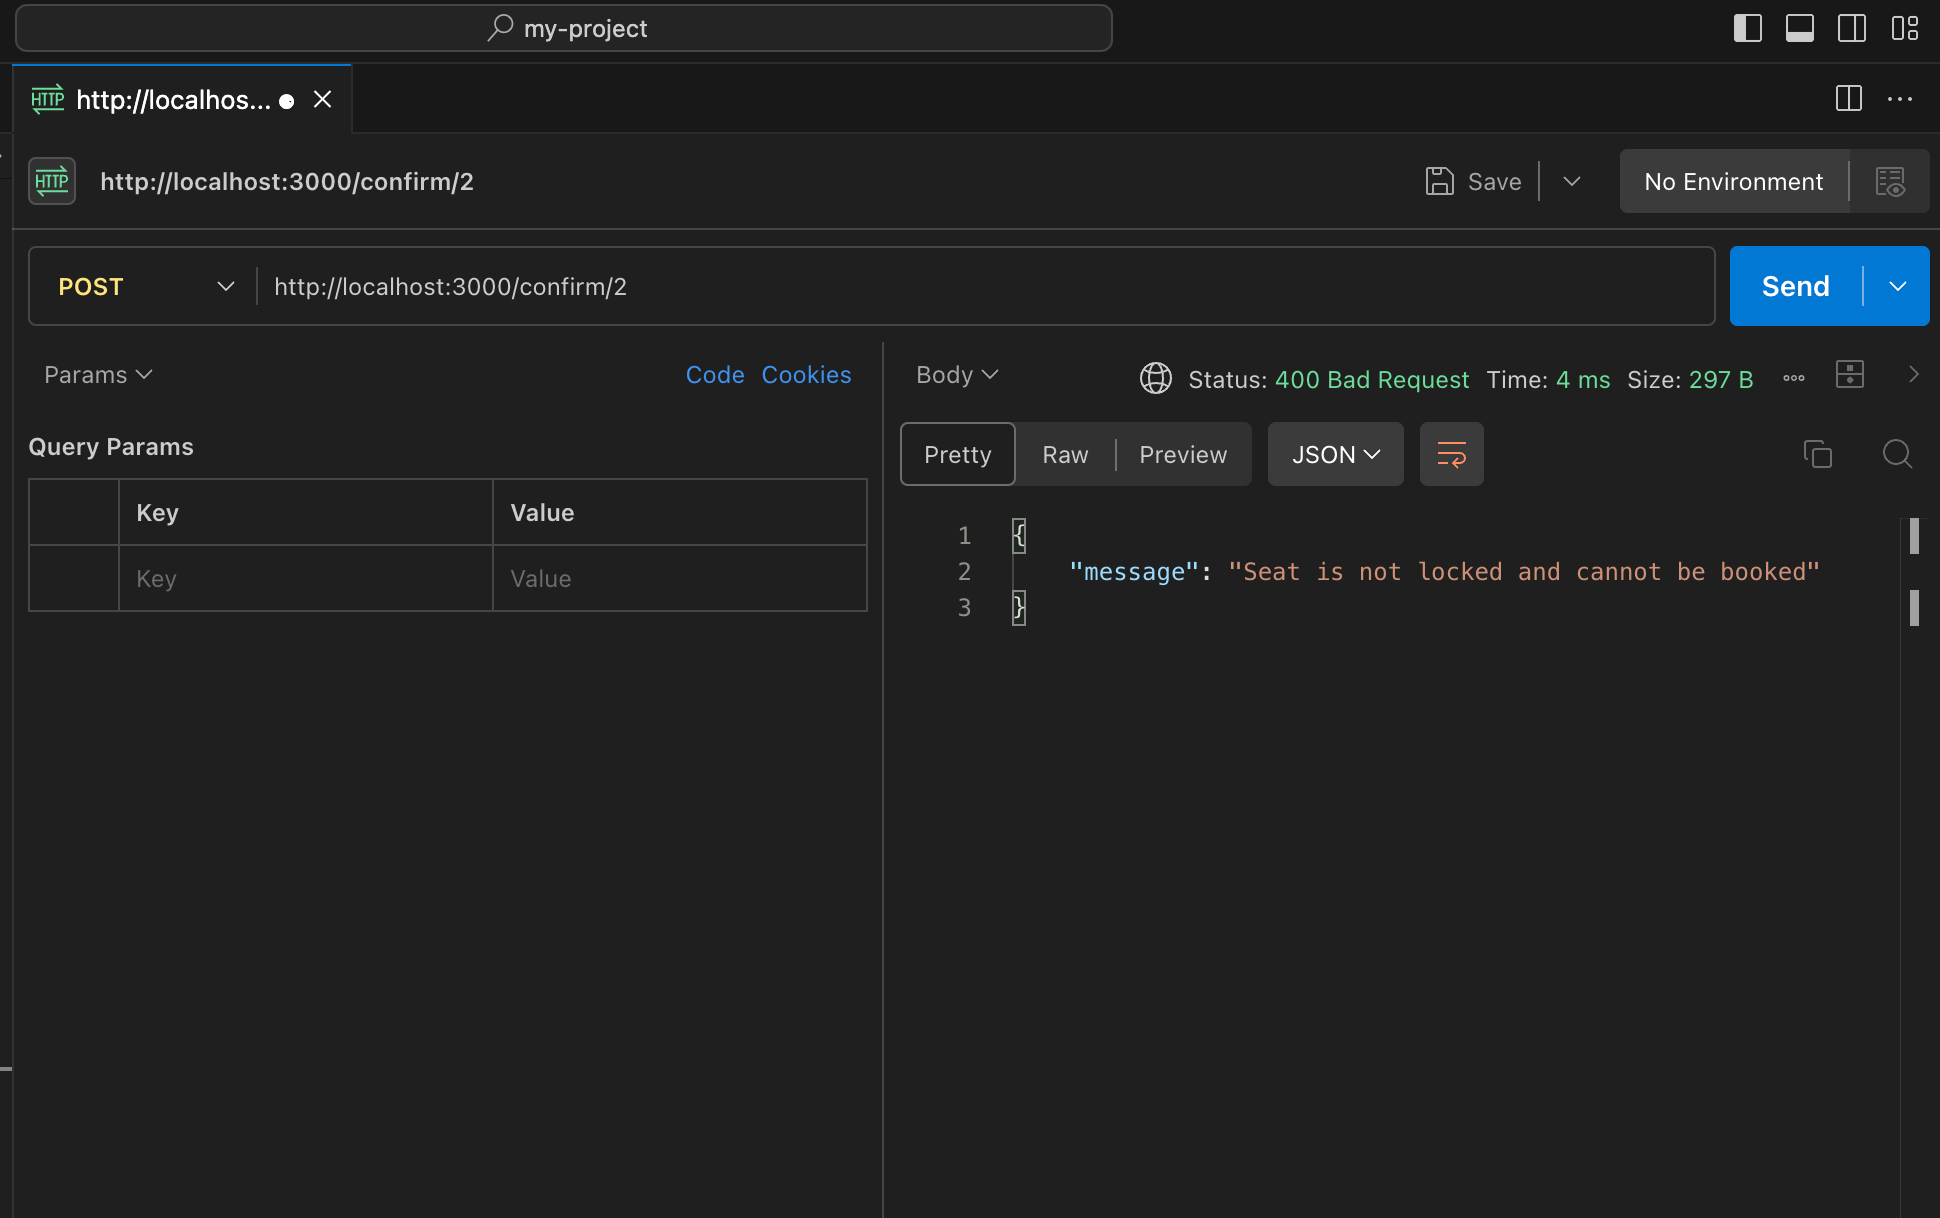 my-project
HTTP http://localhos...
HTTP http://localhost:3000/confirm/2 Save No Environment
POST http://localhost:3000/confirm/2 Send
Params Code Cookies
Body Status: 400 Bad Request Time: 4 ms Size: 297 B
Query Params
Pretty Raw Preview JSON
Key Value
Key Value
1 {
2 "message": "Seat is not locked and cannot be booked"
3 }